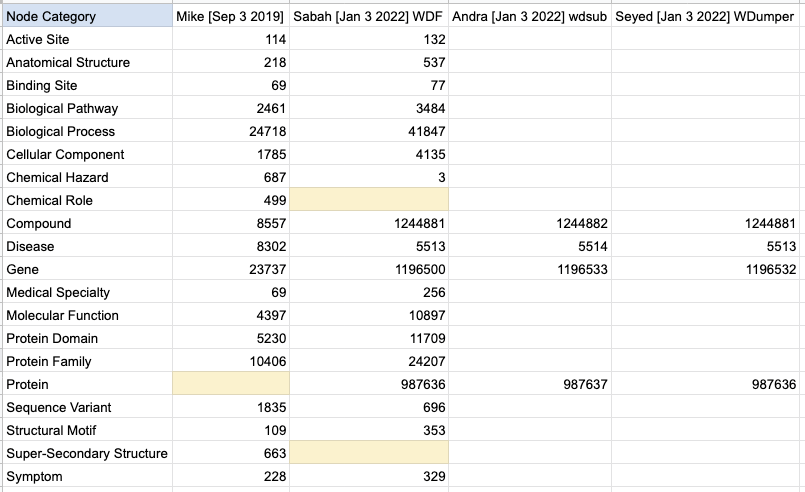 Node Category Mike [Sep 3 2019] Sabah [Jan 3 2022] WDF Andra [Jan 3 2022] wdsub Seyed [Jan 3 2022] WDumper
Active Site 114 132
Anatomical Structure 218 537
Binding Site 69 77
Biological Pathway 2461 3484
Biological Process 24718 41847
Cellular Component 1785 4135
Chemical Hazard 687 3
Chemical Role 499
Compound 8557 1244881 1244882 1244881
Disease 8302 5513 5514 5513
Gene 23737 1196500 1196533 1196532
Medical Specialty 69 256
Molecular Function 4397 10897
Protein Domain 5230 11709
Protein Family 10406 24207
Protein 987636 987637 987636
Sequence Variant 1835 696
Structural Motif 109 353
Super-Secondary Structure 663
Symptom 228 329